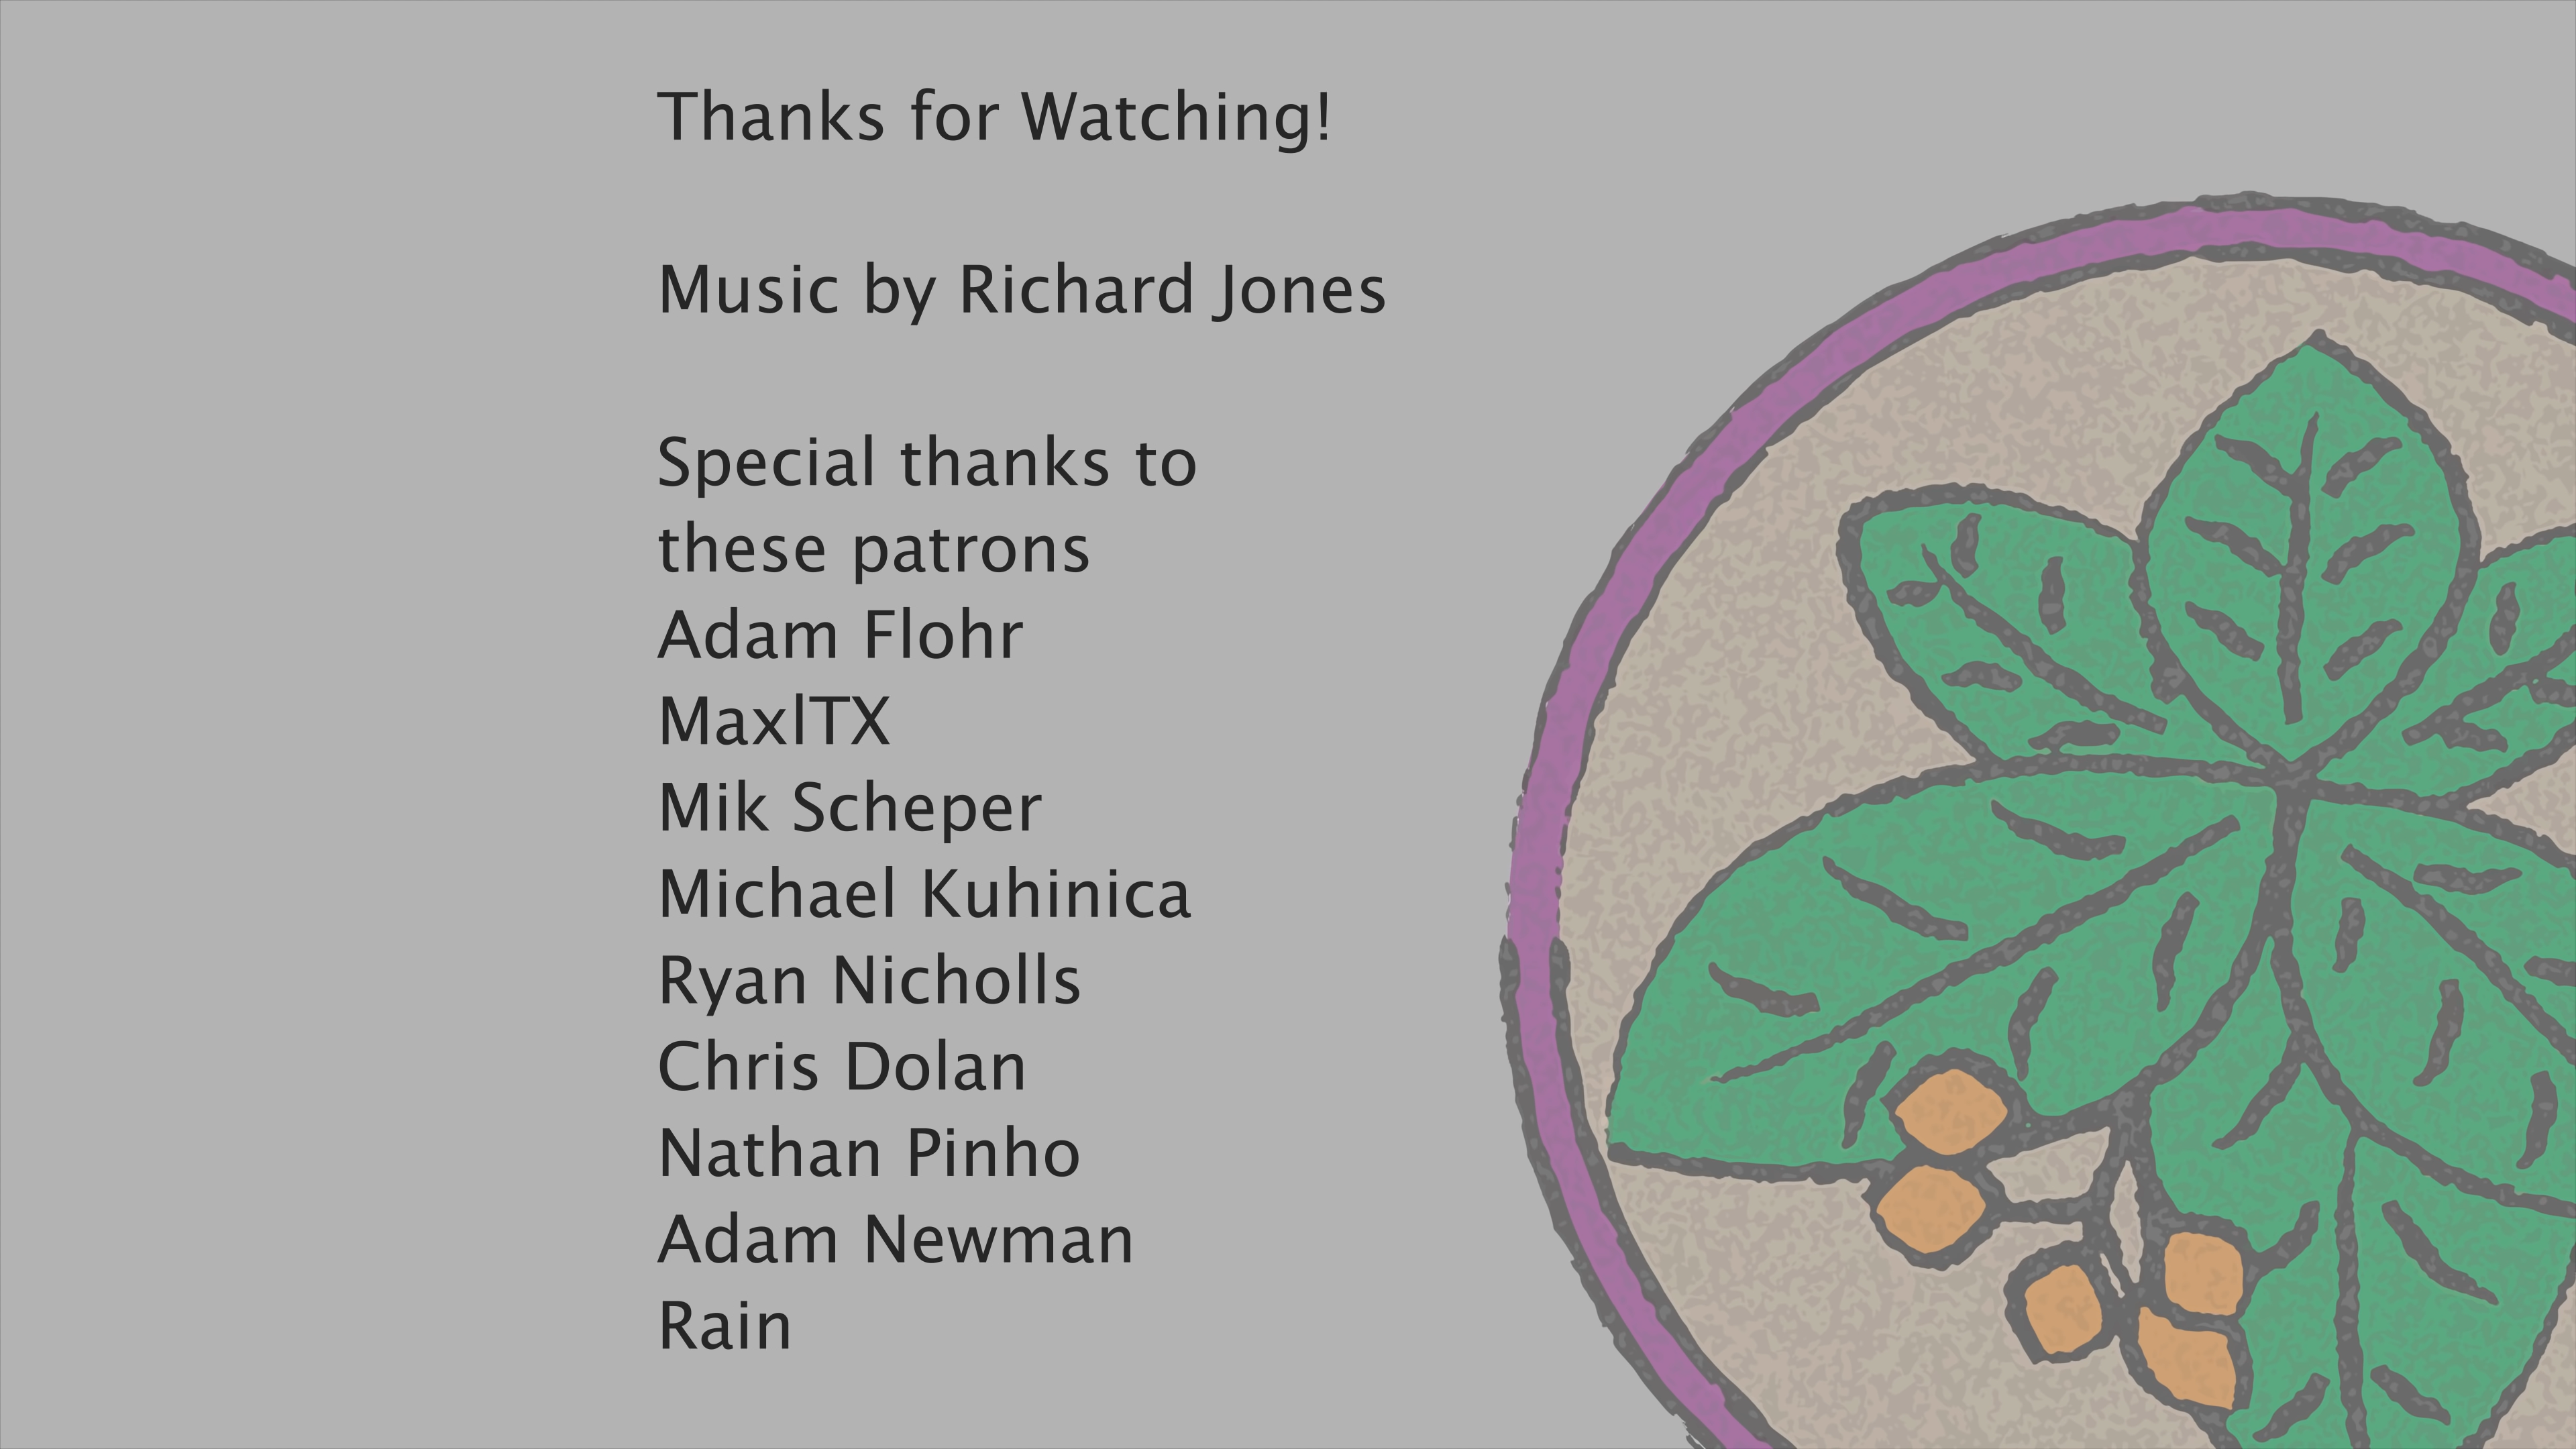 Thanks for Watching!
Music by Richard Jones
Special thanks to
these patrons
Adam Flohr
MaxlTX
Mik Scheper
Michael Kuhinica
Ryan Nicholls
Chris Dolan
Nathan Pinho
Adam Newman
Rain